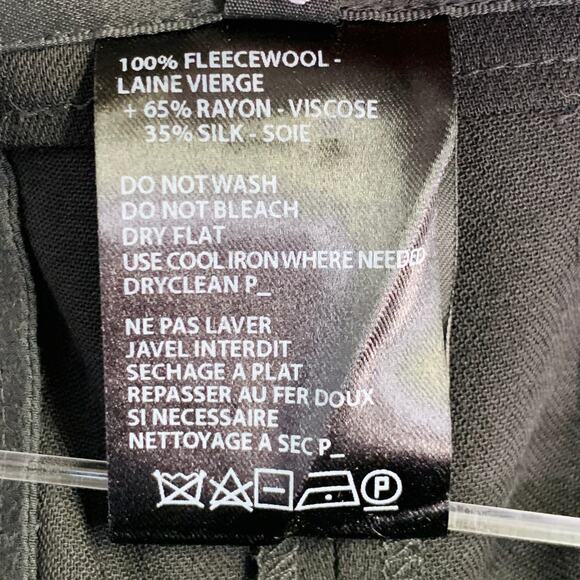 100% FLEECEWOOL -
LAINE VIERGE
+ 65% RAYON - VISCOSE
35% SILK - SOIE
DO NOT WASH
DO NOT BLEACH
DRY FLAT
USE COOL IRON WHERE NEEDED
DRYCLEAN P_
NE PAS LAVER
JAVEL INTERDIT
SECHAGE A PLAT
REPASSER AU FER DOUX
SI NECESSAIRE
NETTOYAGE A SEC P_
P